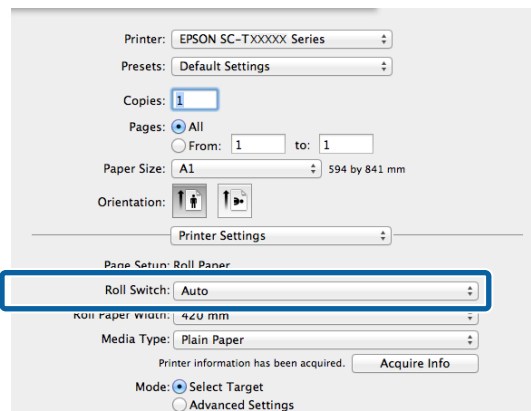 Printer: EPSON SC-TXXXXX Series
Presets: Default Settings
Copies: 1
Pages: All
From: 1 to: 1
Paper Size: A1 594 by 841 mm
Orientation:
Printer Settings
Page Setup: Roll Paper
Roll Switch: Auto
Roll Paper Width: 420 mm
Media Type: Plain Paper
Printer information has been acquired. Acquire Info
Mode: Select Target
Advanced Settings